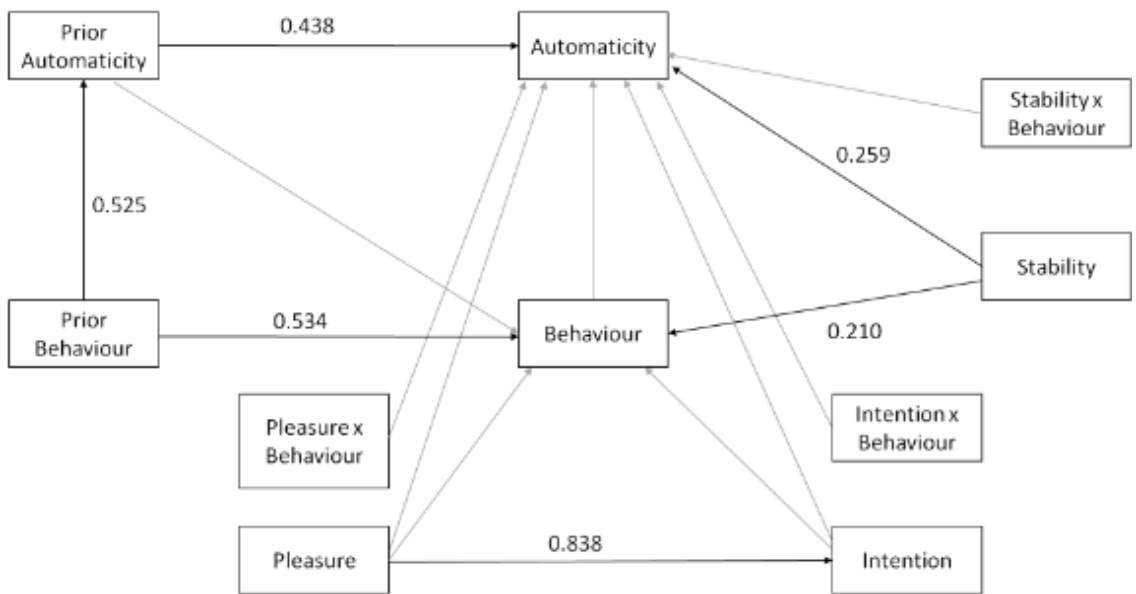 Prior
Automaticity
0.438
Automaticity
Stability x
Behaviour
0.259
0.525
Stability
Prior
Behaviour
0.534
Behaviour
0.210
Pleasure x
Behaviour
Intention x
Behaviour
Pleasure
0.838
Intention